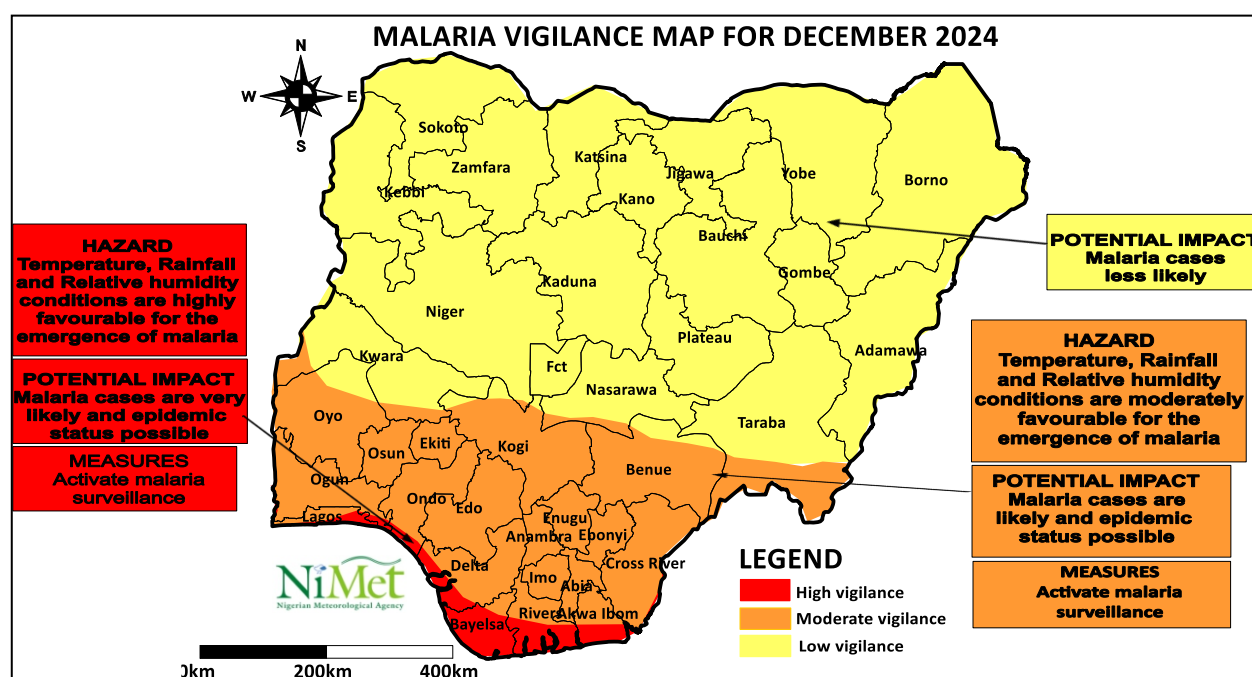 MALARIA VIGILANCE MAP FOR DECEMBER 2024
N
W
E
S
Sokoto
Zamfara
Kebbi
Katsina
Kano
Jigawa
Yobe
Borno
Bauchi
Gombe
Kaduna
Niger
Plateau
Adamawa
Kwara
Fct
Nasarawa
Taraba
Oyo
Osun
Ekiti
Kogi
Benue
Ogun
Ondo
Edo
Lagos
Enugu
Anambra
Ebonyi
Delta
Imo
Abia
Cross River
Rivers
Akwa Ibom
Bayelsa
HAZARD
Temperature, Rainfall
and Relative humidity
conditions are highly
favourable for the
emergence of malaria
POTENTIAL IMPACT
Malaria cases are very
likely and epidemic
status possible
MEASURES
Activate malaria
surveillance
POTENTIAL IMPACT
Malaria cases
less likely
HAZARD
Temperature, Rainfall
and Relative humidity
conditions are moderately
favourable for the
emergence of malaria
POTENTIAL IMPACT
Malaria cases are
likely and epidemic
status possible
MEASURES
Activate malaria
surveillance
NiMet
Nigerian Meteorological Agency
LEGEND
High vigilance
Moderate vigilance
Low vigilance
0km
200km
400km